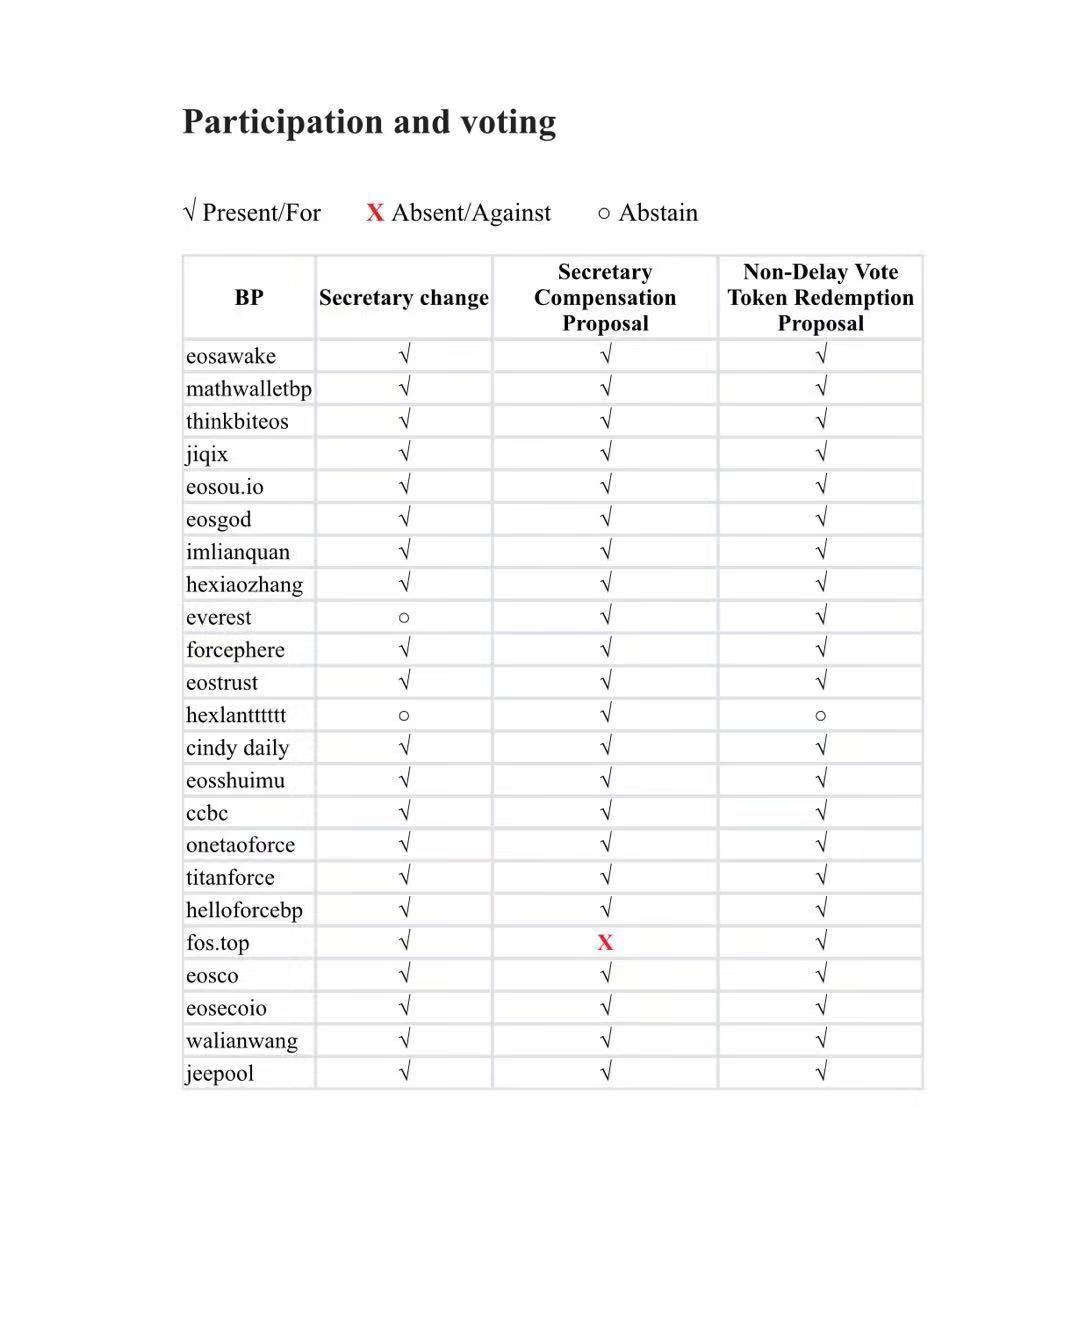 Participation and voting
√ Present/For X Absent/Against ○ Abstain
BP Secretary change Secretary Compensation Proposal Non-Delay Vote Token Redemption Proposal
eosawake √ √ √
mathwalletbp √ √ √
thinkbiteos √ √ √
jiqix √ √ √
eosou.io √ √ √
eosgod √ √ √
imlianquan √ √ √
hexiaozhang √ √ √
everest ○ √ √
forcephere √ √ √
eostrust √ √ √
hexlantttttt ○ √ ○
cindy daily √ √ √
eosshuimu √ √ √
ccbc √ √ √
onetaoforce √ √ √
titanforce √ √ √
helloforcebp √ √ √
fos.top √ X √
eosco √ √ √
eosecoio √ √ √
walianwang √ √ √
jeepool √ √ √